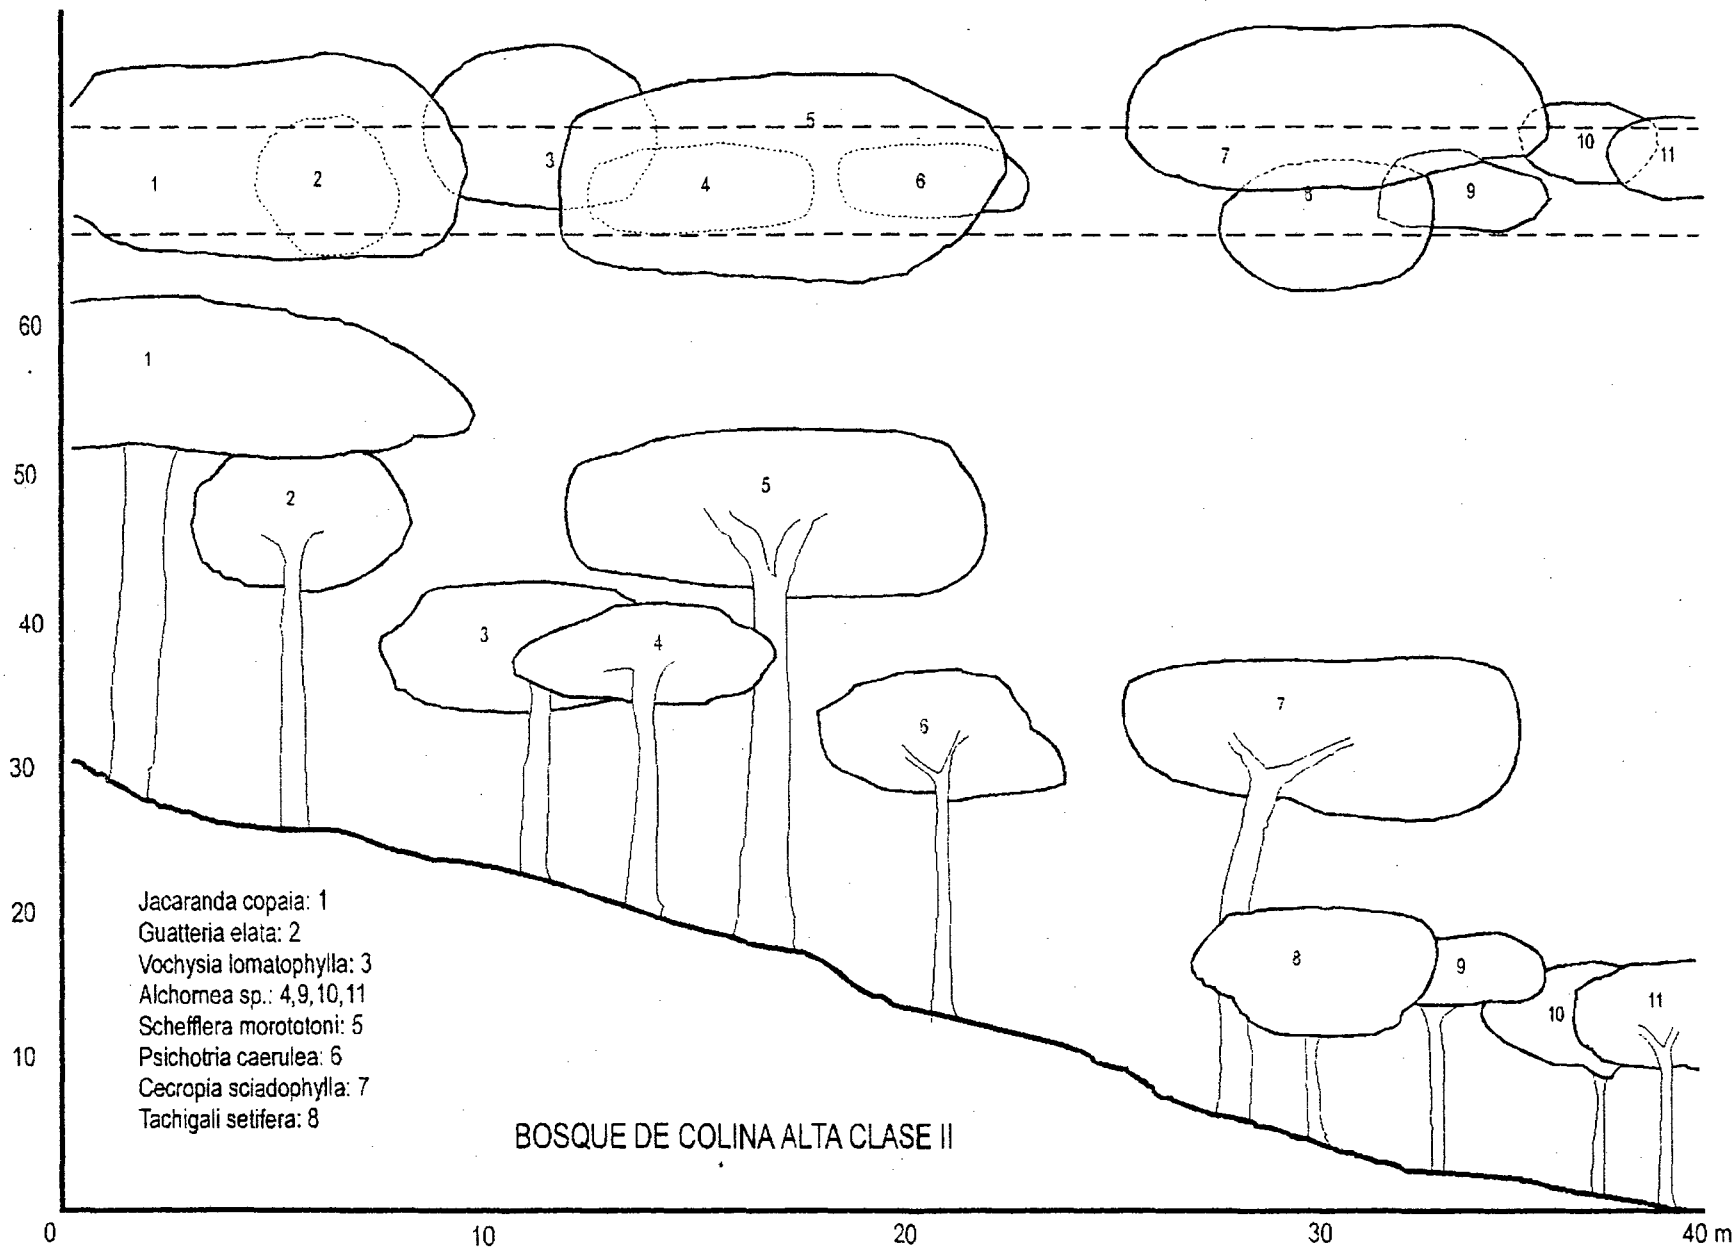 1 2 3 4 5 6 7 8 9 10 11
60
1
50
2
5
40
3
4
6
7
30
20
8
9
10
11
10
Jacaranda copaia: 1
Guatteria elata: 2
Vochysia lomatophylla: 3
Alchornea sp.: 4,9,10,11
Schefflera morototoni: 5
Psichotria caerulea: 6
Cecropia sciadophylla: 7
Tachigali setifera: 8
BOSQUE DE COLINA ALTA CLASE II
0 10 20 30 40 m